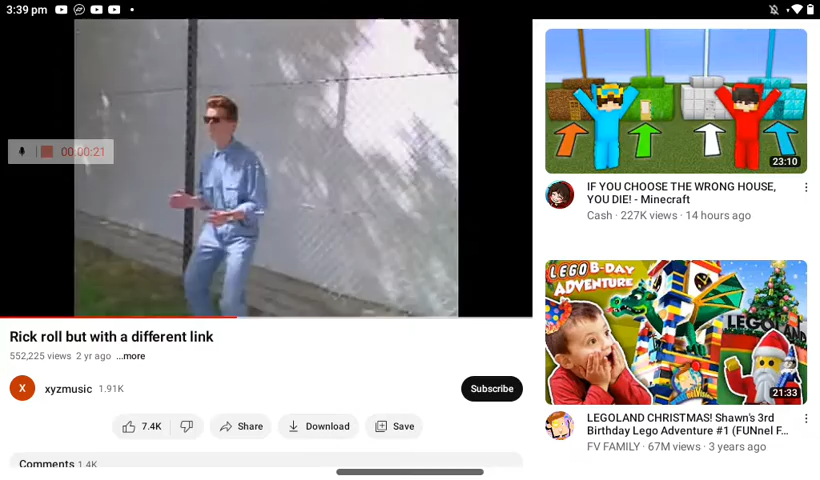 3:39 pm
00:00:21
Rick roll but with a different link
552,225 views 2 yr ago ...more
X xyzmusic 1.91K
Subscribe
7.4K
Share
Download
Save
Comments 1.4K
23:10
IF YOU CHOOSE THE WRONG HOUSE,
YOU DIE! - Minecraft
Cash · 227K views · 14 hours ago
LEGO B-DAY
ADVENTURE
LEGOLAND
21:33
LEGOLAND CHRISTMAS! Shawn's 3rd
Birthday Lego Adventure #1 (FUNnel F...
FV FAMILY · 67M views · 3 years ago